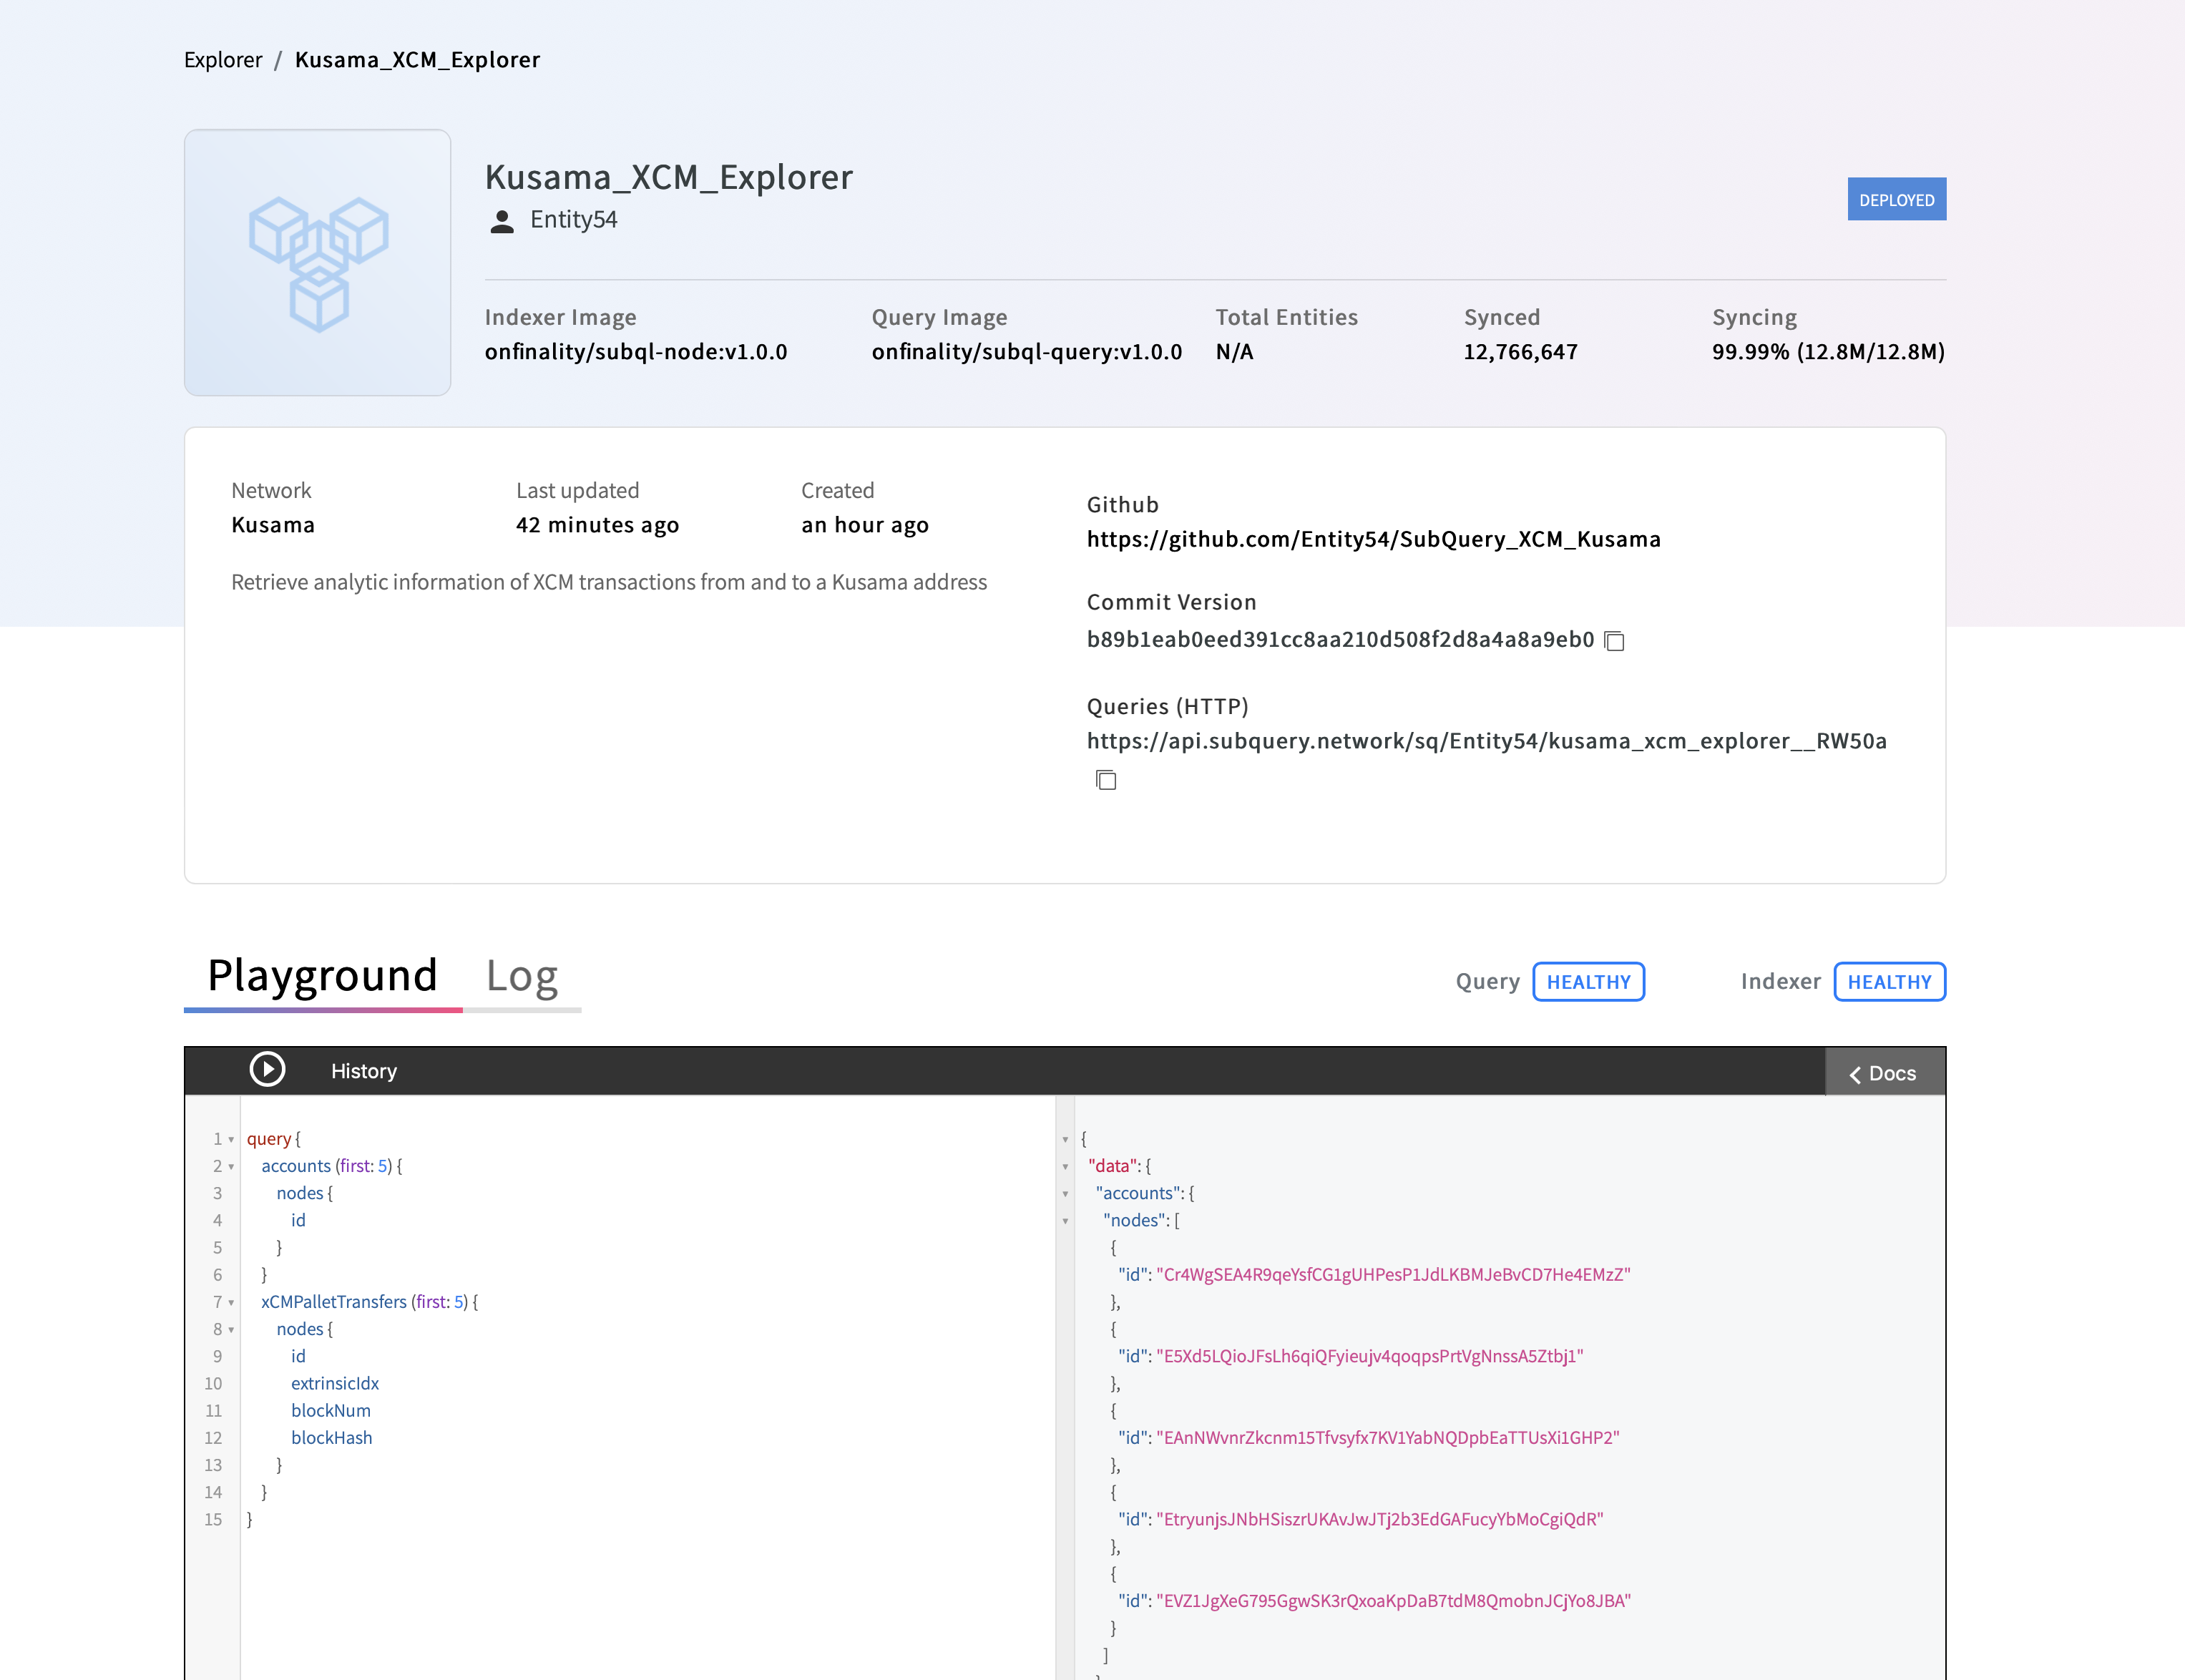 Explorer / Kusama_XCM_Explorer
Kusama_XCM_Explorer
Entity54
DEPLOYED
Indexer Image
onfinality/subql-node:v1.0.0
Query Image
onfinality/subql-query:v1.0.0
Total Entities
N/A
Synced
12,766,647
Syncing
99.99% (12.8M/12.8M)
Network
Kusama
Last updated
42 minutes ago
Created
an hour ago
Retrieve analytic information of XCM transactions from and to a Kusama address
Github
https://github.com/Entity54/SubQuery_XCM_Kusama
Commit Version
b89b1eab0eed391cc8aa210d508f2d8a4a8a9eb0
Queries (HTTP)
https://api.subquery.network/sq/Entity54/kusama_xcm_explorer__RW50a
Playground Log
Query HEALTHY Indexer HEALTHY
History
Docs
1 query {
2 accounts (first: 5) {
3 nodes {
4 id
5 }
6 }
7 xCMPalletTransfers (first: 5) {
8 nodes {
9 id
10 extrinsicIdx
11 blockNum
12 blockHash
13 }
14 }
15 }
{
"data": {
"accounts": {
"nodes": [
{
"id": "Cr4WgSEA4R9qeYsfCG1gUHPesP1JdLKBMJeBvCD7He4EMzZ"
},
{
"id": "E5Xd5LQioJFsLh6qiQFyieujv4qoqpsPrtVgNnssA5Ztbj1"
},
{
"id": "EAnNWvnrZkcnm15Tfvsyfx7KV1YabNQDpbEaTTUsXi1GHP2"
},
{
"id": "EtryunjsJNbHSiszrUKAvJwJTj2b3EdGAFucyYbMoCgiQdR"
},
{
"id": "EVZ1JgXeG795GgwSK3rQxoaKpDaB7tdM8QmobnJCjYo8JBA"
}
]